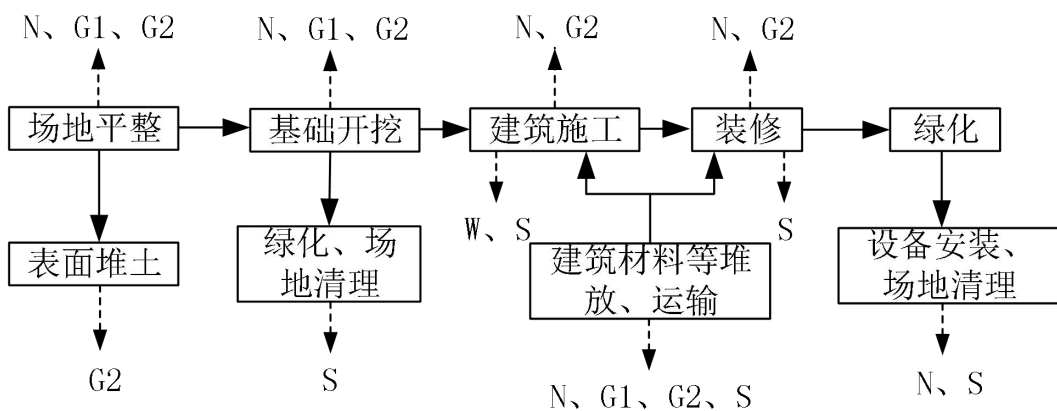 N、G1、G2
N、G1、G2
N、G2
N、G2
场地平整
基础开挖
建筑施工
装修
绿化
W、S
S
表面堆土
绿化、场
地清理
建筑材料等堆
放、运输
设备安装、
场地清理
G2
S
N、G1、G2、S
N、S